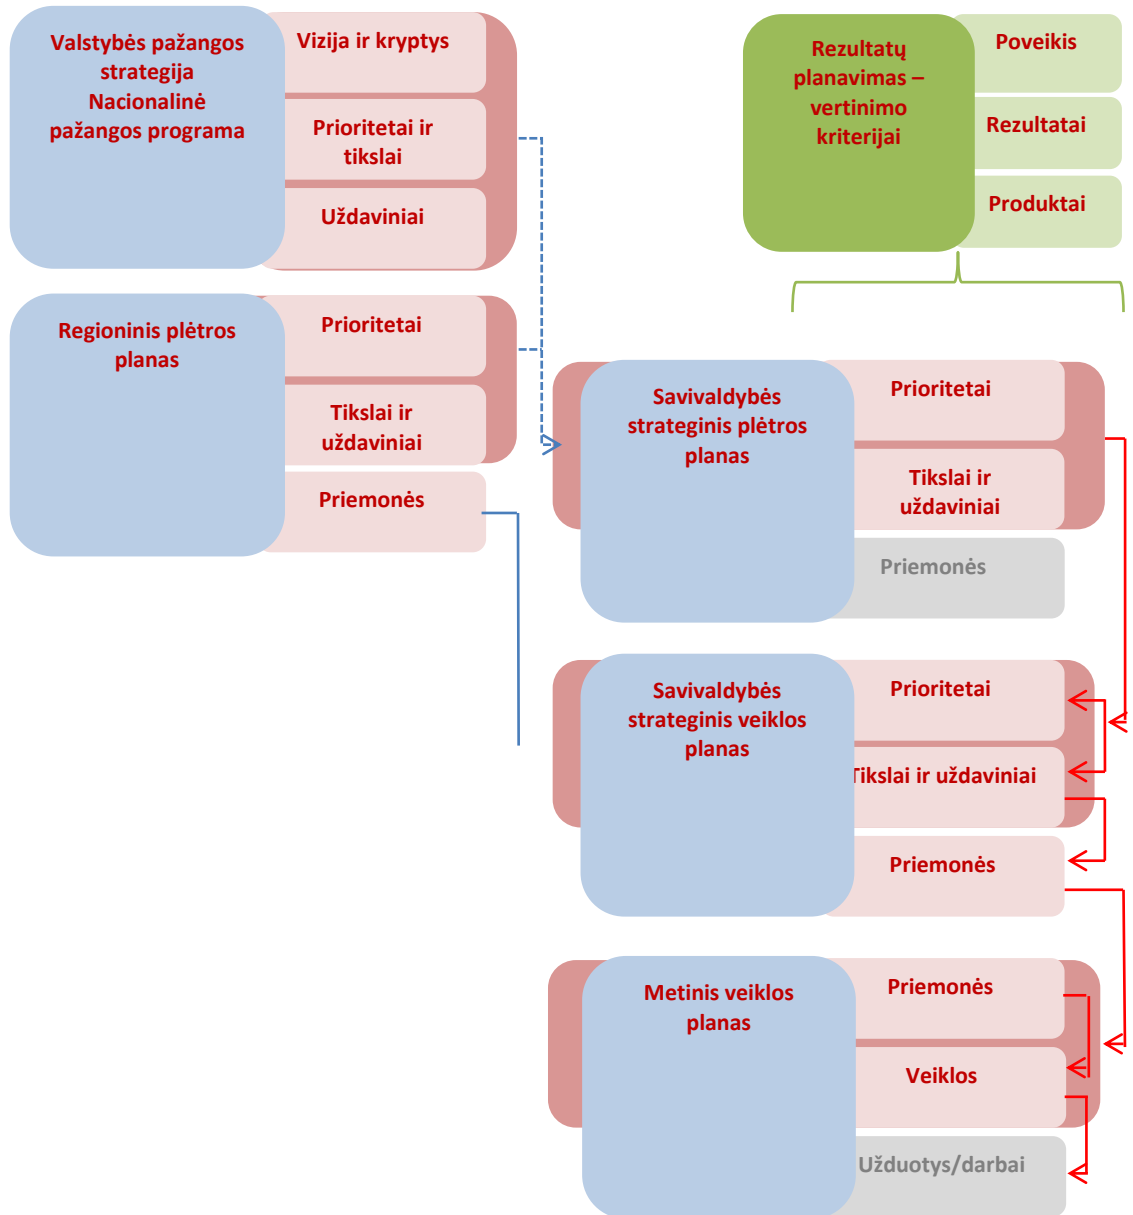 Valstybės pažangos
strategija
Nacionalinė
pažangos programa
Vizija ir kryptys
Prioritetai ir
tikslai
Uždaviniai
Rezultatų
planavimas –
vertinimo
kriterijai
Poveikis
Rezultatai
Produktai
Regioninis plėtros
planas
Prioritetai
Tikslai ir
uždaviniai
Priemonės
Savivaldybės
strateginis plėtros
planas
Prioritetai
Tikslai ir
uždaviniai
Priemonės
Savivaldybės
strateginis veiklos
planas
Prioritetai
Tikslai ir uždaviniai
Priemonės
Metinis veiklos
planas
Priemonės
Veiklos
Užduotys/darbai